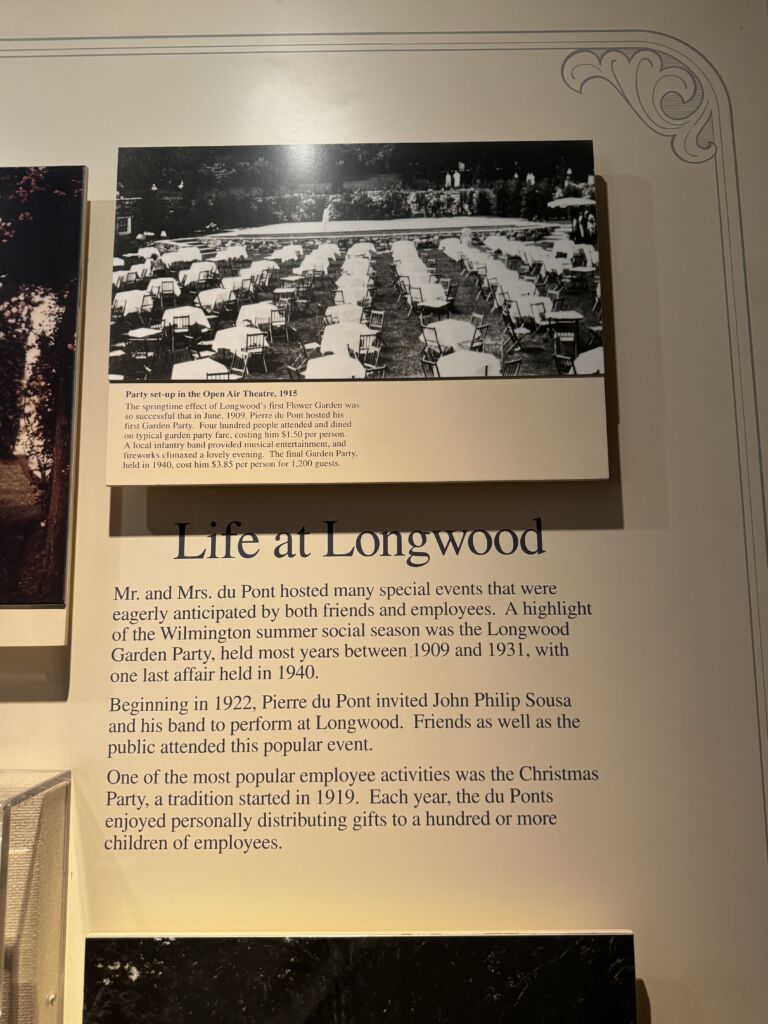 Party set-up in the Open Air Theatre, 1915
The springtime effect of Longwood's first Flower Garden was
so successful that in June, 1909, Pierre du Pont hosted his
first Garden Party. Four hundred people attended and dined
on typical garden party fare, costing him $1.50 per person.
A local infantry band provided musical entertainment, and
fireworks climaxed a lovely evening. The final Garden Party,
held in 1940, cost him $3.85 per person for 1,200 guests.
Life at Longwood
Mr. and Mrs. du Pont hosted many special events that were
eagerly anticipated by both friends and employees. A highlight
of the Wilmington summer social season was the Longwood
Garden Party, held most years between 1909 and 1931, with
one last affair held in 1940.
Beginning in 1922, Pierre du Pont invited John Philip Sousa
and his band to perform at Longwood. Friends as well as the
public attended this popular event.
One of the most popular employee activities was the Christmas
Party, a tradition started in 1919. Each year, the du Ponts
enjoyed personally distributing gifts to a hundred or more
children of employees.